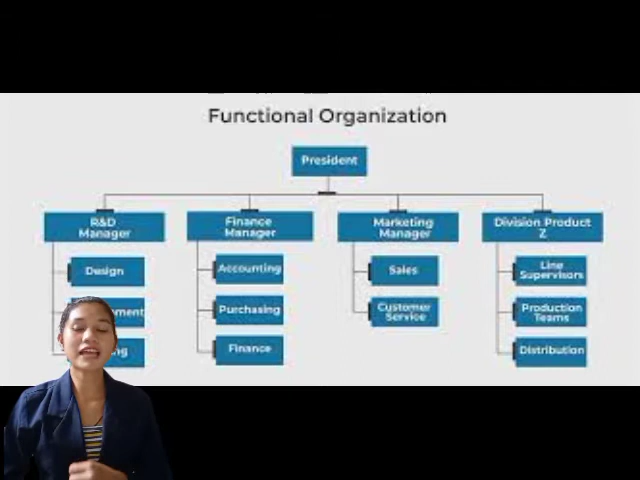 Functional Organization
President
R&D
Manager
Finance
Manager
Marketing
Manager
Division Product
Z
Design
Accounting
Purchasing
Finance
Sales
Customer
Service
Line
Supervisors
Production
Teams
Distribution